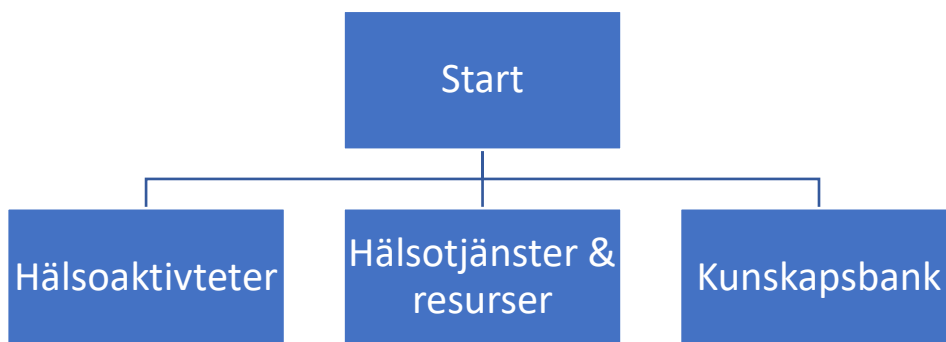 Start
Hälsoaktivteter
Hälsotjänster &
resurser
Kunskapsbank